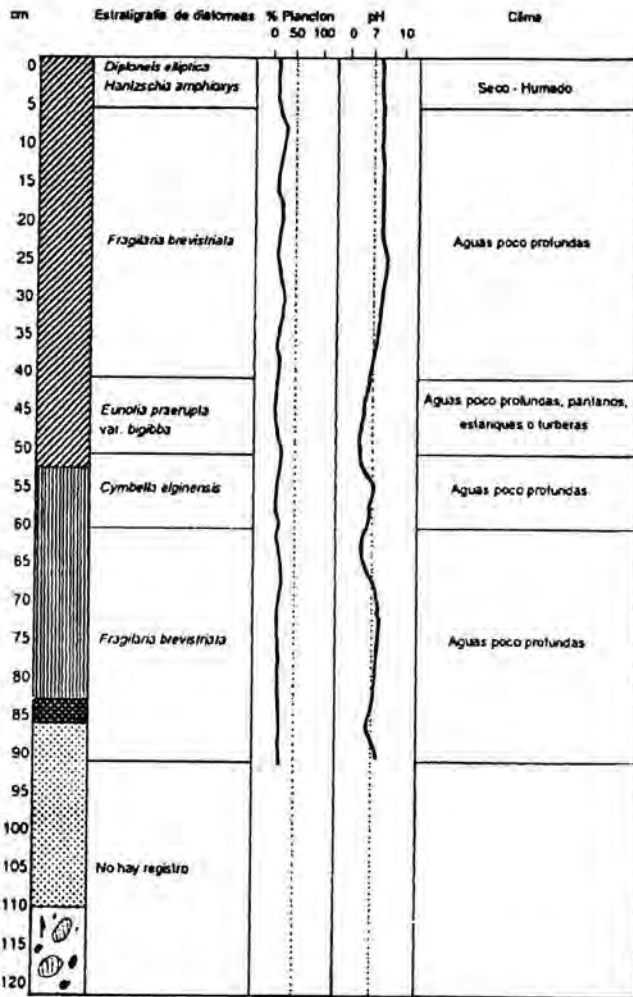 cm Estratigrafía de diatomeas % Plancton pH Clima
0 50 100 0 7 10
0
Diploneis elliptica
Hantzschia amphioxys
Seco - Humedo
5
10
15
20
Fragilaria brevistriata
Aguas poco profundas
25
30
35
40
Eunotia praerupta
var. bigibba
Aguas poco profundas, pantanos,
estanques o turberas
45
50
Cymbella alginensis
Aguas poco profundas
55
60
65
70
Fragilaria brevistriata
Aguas poco profundas
75
80
85
90
95
100
No hay registro
105
110
115
120